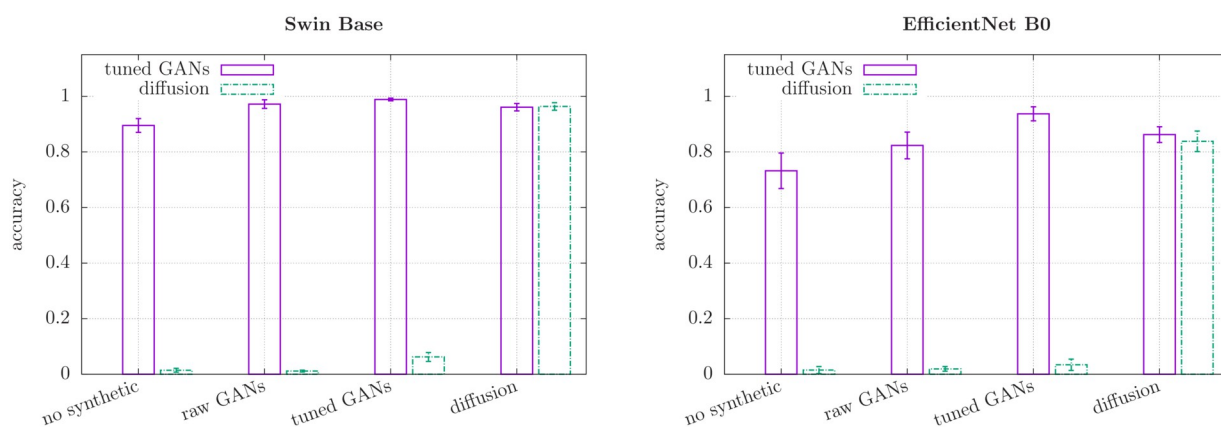 Swin Base
tuned GANs
diffusion
1
0.8
0.6
0.4
0.2
0
accuracy
no synthetic
raw GANs
tuned GANs
diffusion
EfficientNet B0
tuned GANs
diffusion
1
0.8
0.6
0.4
0.2
0
accuracy
no synthetic
raw GANs
tuned GANs
diffusion